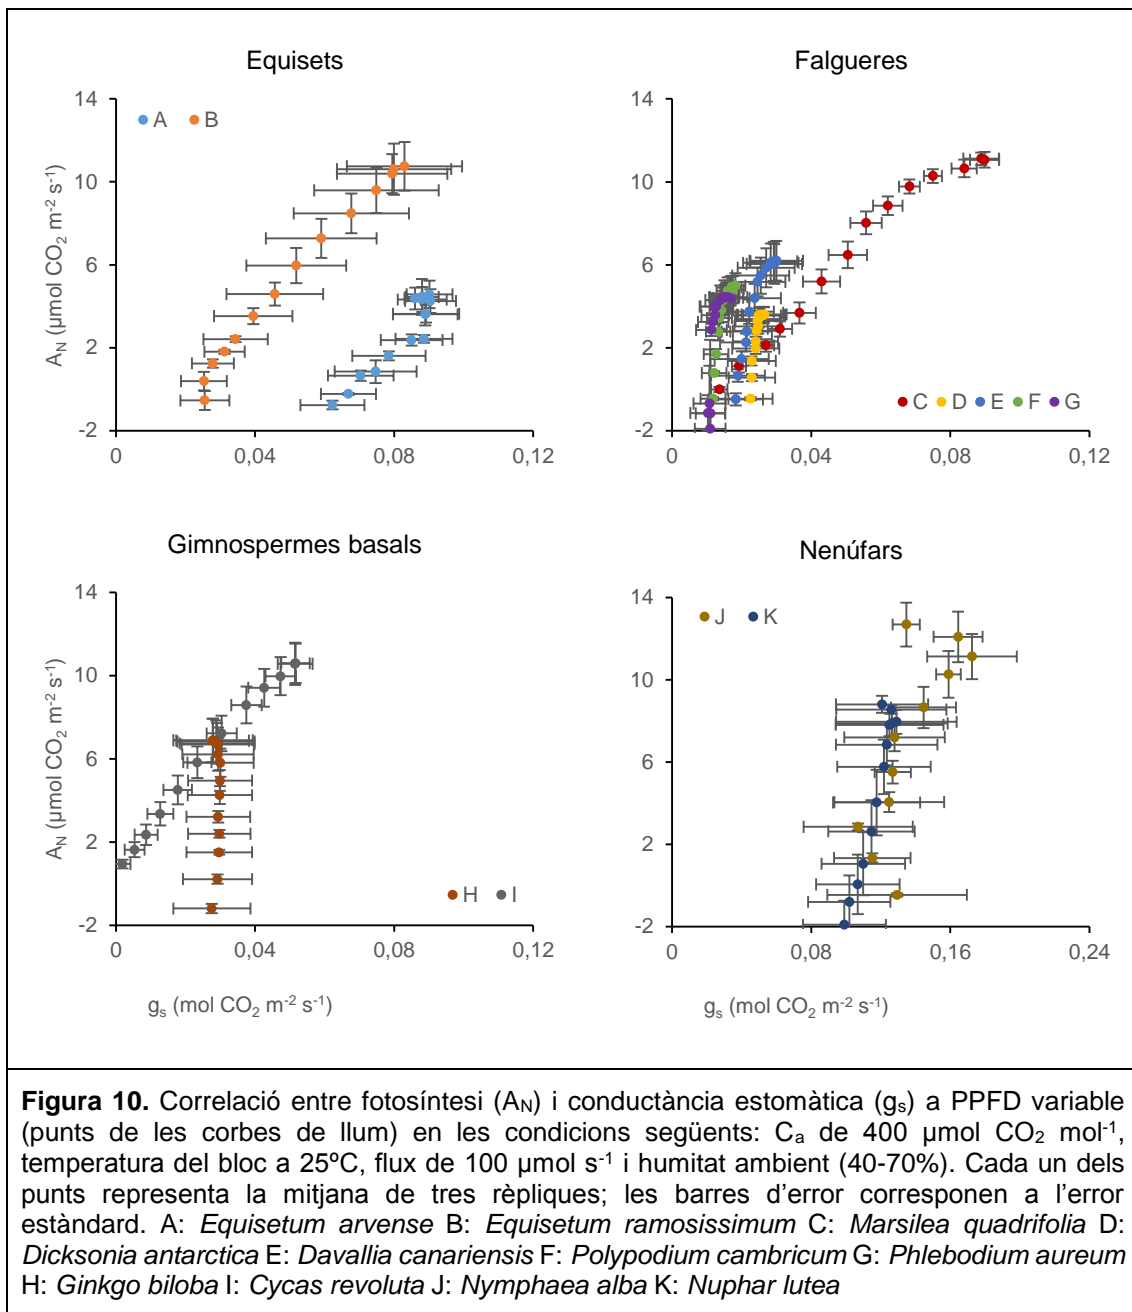 Equisets
14
A B
10
6
2
-2
0 0,04 0,08 0,12
A_N (µmol CO₂ m⁻² s⁻¹)
Falgueres
14
10
6
2
C D E F G
-2
0 0,04 0,08 0,12
Gimnospermes basals
14
10
6
2
H I
-2
0 0,04 0,08 0,12
A_N (µmol CO₂ m⁻² s⁻¹)
g_s (mol CO₂ m⁻² s⁻¹)
Nenúfars
14
J K
10
6
2
-2
0 0,08 0,16 0,24
g_s (mol CO₂ m⁻² s⁻¹)
Figura 10. Correlació entre fotosíntesi (A_N) i conductància estomàtica (g_s) a PPFD variable
(punts de les corbes de llum) en les condicions següents: C_a de 400 µmol CO₂ mol⁻¹,
temperatura del bloc a 25ºC, flux de 100 µmol s⁻¹ i humitat ambient (40-70%). Cada un dels
punts representa la mitjana de tres rèpliques; les barres d’error corresponen a l’error
estàndard. A: Equisetum arvense B: Equisetum ramosissimum C: Marsilea quadrifolia D:
Dicksonia antarctica E: Davallia canariensis F: Polypodium cambricum G: Phlebodium aureum
H: Ginkgo biloba I: Cycas revoluta J: Nymphaea alba K: Nuphar lutea